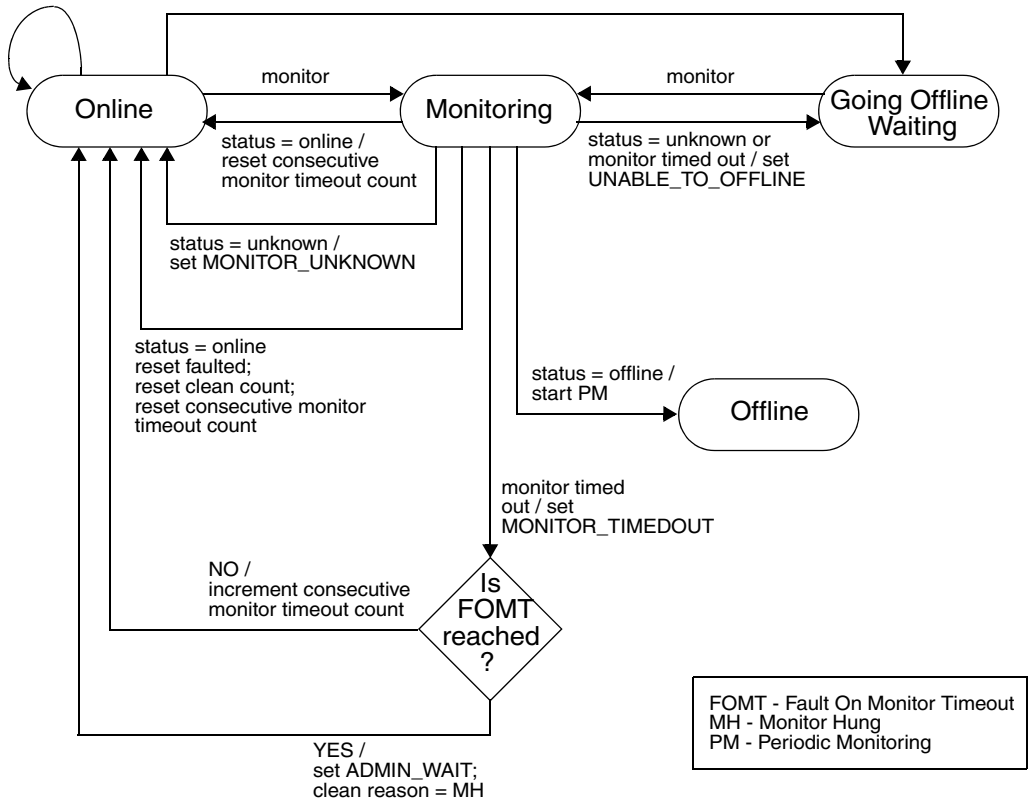 monitor
monitor
Online
Monitoring
Going Offline
Waiting
status = online /
reset consecutive
monitor timeout count
status = unknown or
monitor timed out / set
UNABLE_TO_OFFLINE
status = unknown /
set MONITOR_UNKNOWN
status = online
reset faulted;
reset clean count;
reset consecutive monitor
timeout count
status = offline /
start PM
Offline
monitor timed
out / set
MONITOR_TIMEDOUT
NO /
increment consecutive
monitor timeout count
Is
FOMT
reached
?
FOMT - Fault On Monitor Timeout
MH - Monitor Hung
PM - Periodic Monitoring
YES /
set ADMIN_WAIT;
clean reason = MH